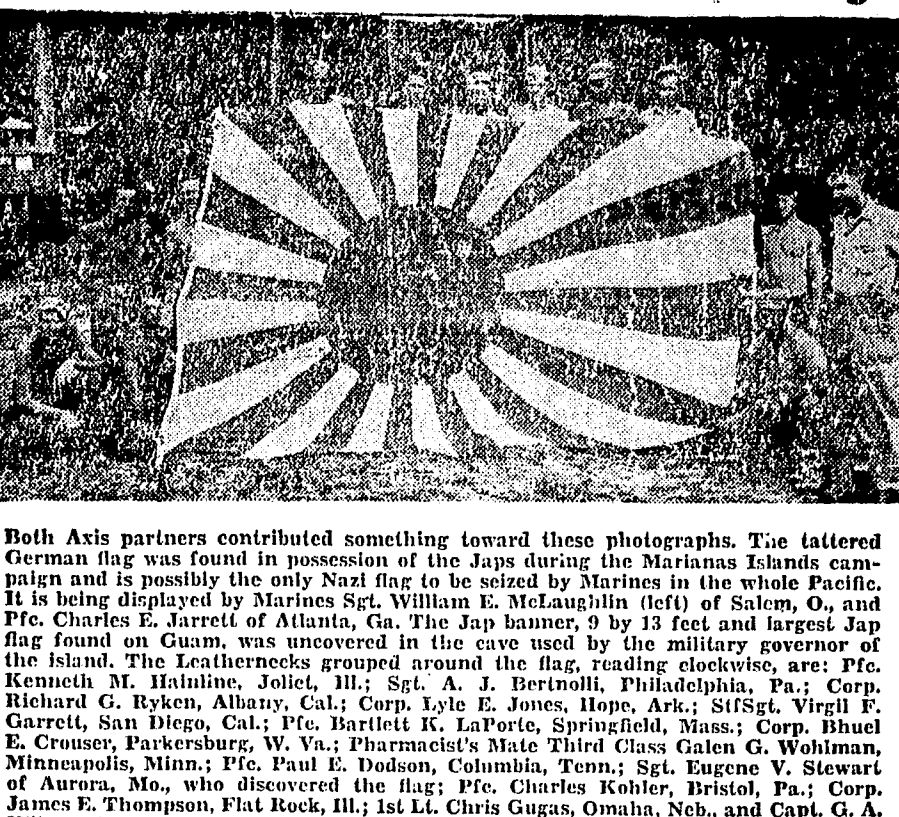 Both Axis partners contributed something toward these photographs. The tattered
German flag was found in possession of the Japs during the Marianas Islands cam-
paign and is possibly the only Nazi flag to be seized by Marines in the whole Pacific.
It is being displayed by Marines Sgt. William E. McLaughlin (left) of Salem, O., and
Pfc. Charles E. Jarrett of Atlanta, Ga. The Jap banner, 9 by 13 feet and largest Jap
flag found on Guam, was uncovered in the cave used by the military governor of
the island. The Leathernecks grouped around the flag, reading clockwise, are: Pfc.
Kenneth M. Hainline, Joliet, Ill.; Sgt. A. J. Bertnolli, Philadelphia, Pa.; Corp.
Richard G. Ryken, Albany, Cal.; Corp. Lyle E. Jones, Hope, Ark.; StfSgt. Virgil F.
Garrett, San Diego, Cal.; Pfc. Bartlett K. LaPorte, Springfield, Mass.; Corp. Bhuel
E. Crouser, Parkersburg, W. Va.; Pharmacist's Mate Third Class Galen G. Wohlman,
Minneapolis, Minn.; Pfc. Paul E. Dodson, Columbia, Tenn.; Sgt. Eugene V. Stewart
of Aurora, Mo., who discovered the flag; Pfc. Charles Kohler, Bristol, Pa.; Corp.
James E. Thompson, Flat Rock, Ill.; 1st Lt. Chris Gugas, Omaha, Neb., and Capt. G. A.